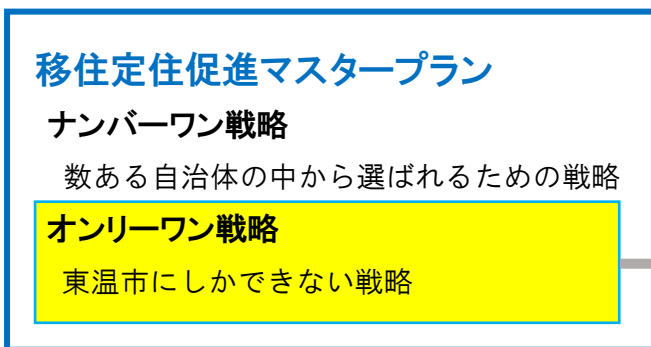 移住定住促進マスタープラン
ナンバーワン戦略
数ある自治体の中から選ばれるための戦略
オンリーワン戦略
東温市にしかできない戦略